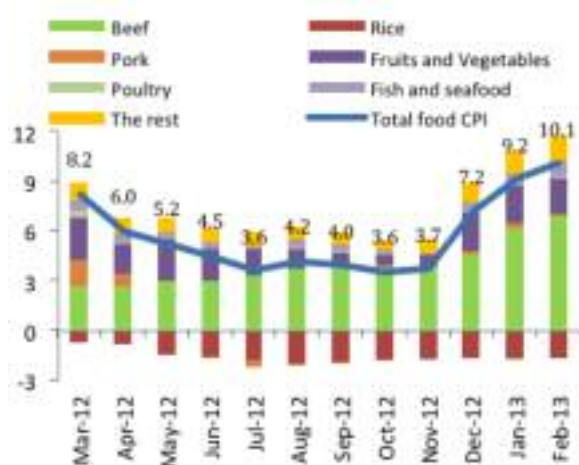 Beef Rice
Pork Fruits and Vegetables
Poultry Fish and seafood
The rest Total food CPI
12
9
6
3
0
-3
8.2 6.0 5.2 4.5 3.6 4.2 4.0 3.6 3.7 7.2 9.2 10.1
Mar-12 Apr-12 May-12 Jun-12 Jul-12 Aug-12 Sep-12 Oct-12 Nov-12 Dec-12 Jan-13 Feb-13